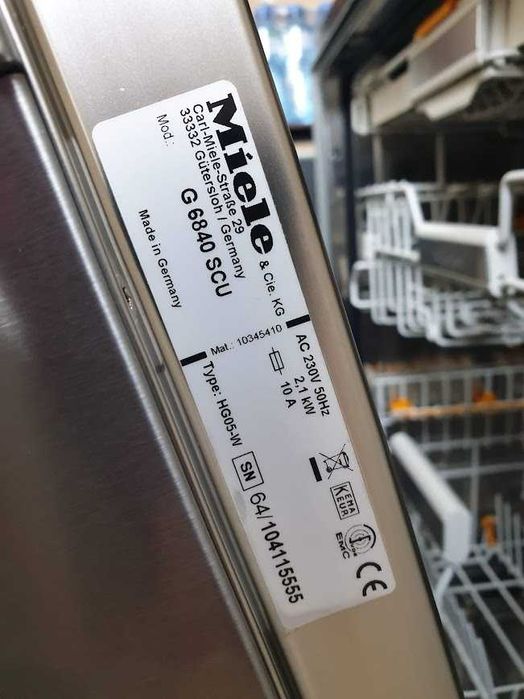 Miele & Cie. KG
Carl-Miele-Straße 29
33332 Gütersloh / Germany
Mod.: G 6840 SCU
Made in Germany
Mat.: 10345410
AC 230V 50Hz
2,1 kW
10 A
Type: HG05-W
SN 64/104115555
KEMA
KEUR
EMC
CE